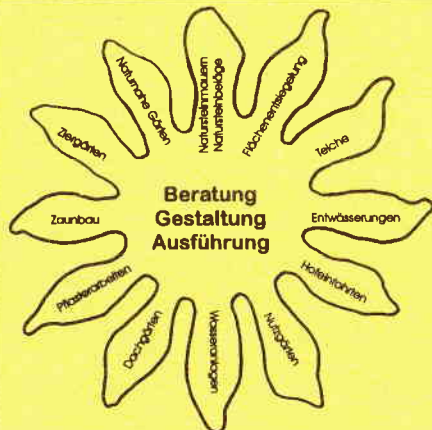 Beratung
Gestaltung
Ausführung
Natursteinmauern
Natursteinbeläge
Flächenentsiegelung
Teiche
Entwässerungen
Hofeinfahrten
Nutzgärten
Wasseranlagen
Dachgärten
Pflasterarbeiten
Zaunbau
Ziergärten
Naturnahe Gärten